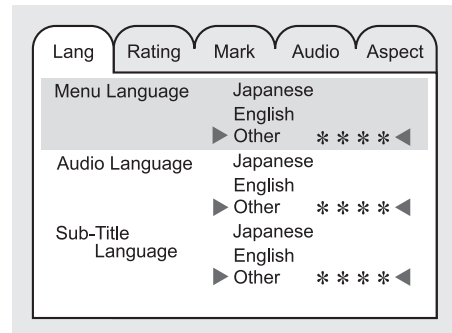 Lang Rating Mark Audio Aspect
Menu Language Japanese
English
▶ Other ＊＊＊＊ ◀
Audio Language Japanese
English
▶ Other ＊＊＊＊ ◀
Sub-Title Japanese
Language English
▶ Other ＊＊＊＊ ◀